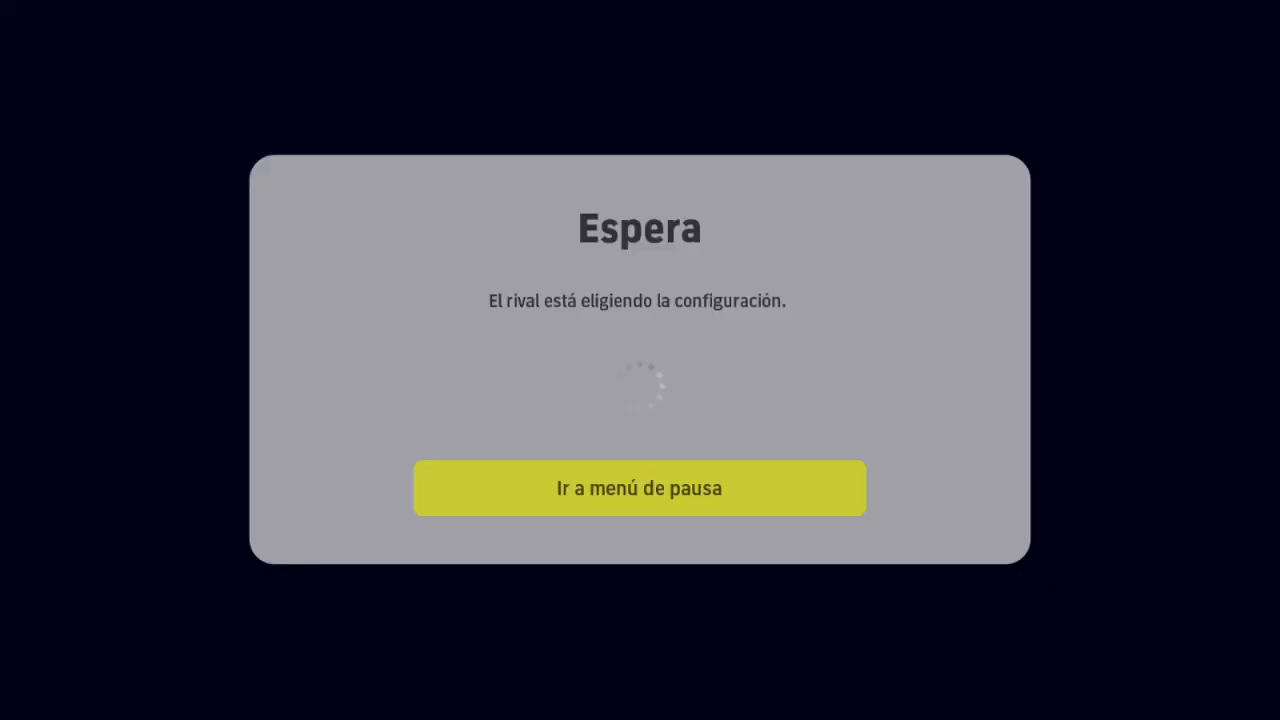 Espera
El rival está eligiendo la configuración.
Ir a menú de pausa